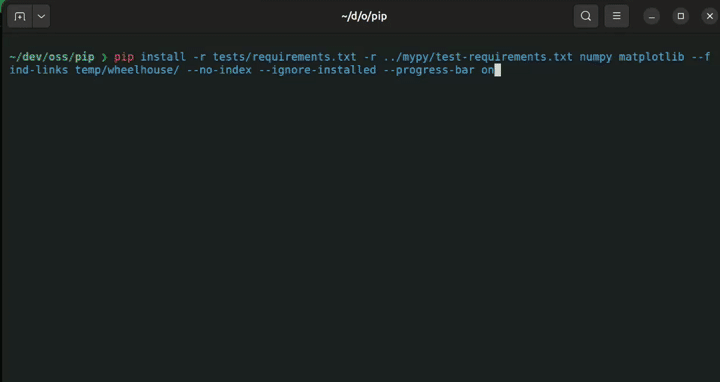 ~/d/o/pip
~/dev/oss/pip ❯ pip install -r tests/requirements.txt -r ../mypy/test-requirements.txt numpy matplotlib --f
ind-links temp/wheelhouse/ --no-index --ignore-installed --progress-bar on